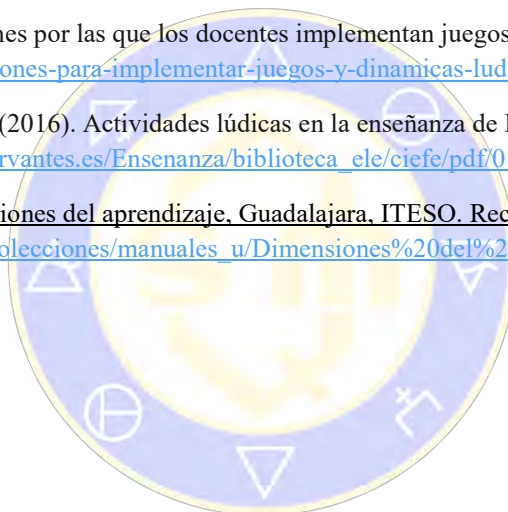 nes por las que los docentes implementan juegos
ones-para-implementar-juegos-y-dinamicas-lud
(2016). Actividades lúdicas en la enseñanza de
rvantes.es/Ensenanza/biblioteca_ele/ciefe/pdf/0
iones del aprendizaje, Guadalajara, ITESO. Rec
olecciones/manuales_u/Dimensiones%20del%2